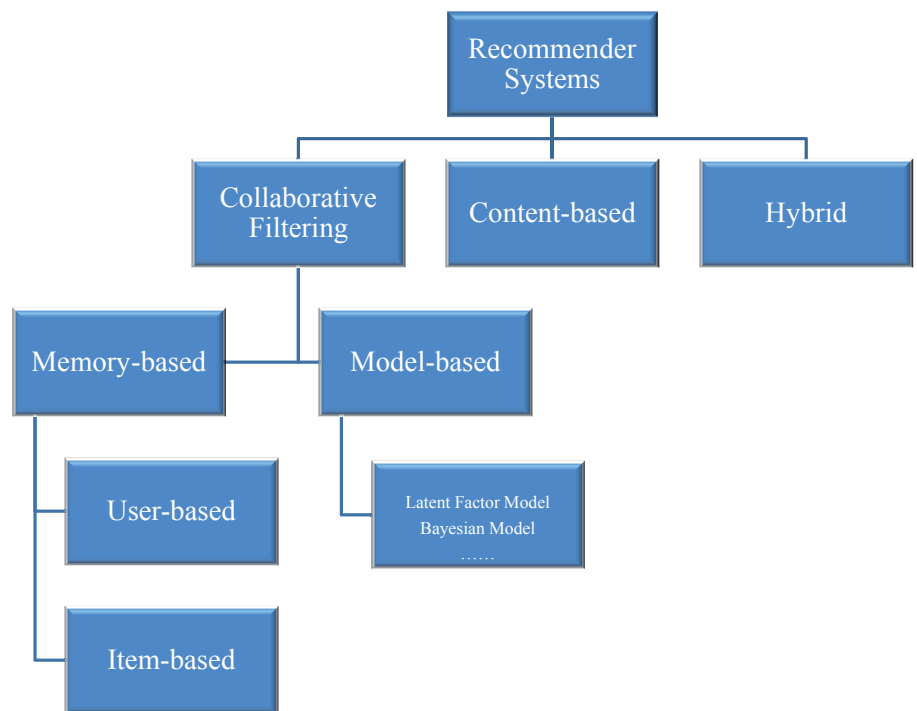 Recommender
Systems
Collaborative
Filtering
Content-based
Hybrid
Memory-based
Model-based
User-based
Latent Factor Model
Bayesian Model
……
Item-based